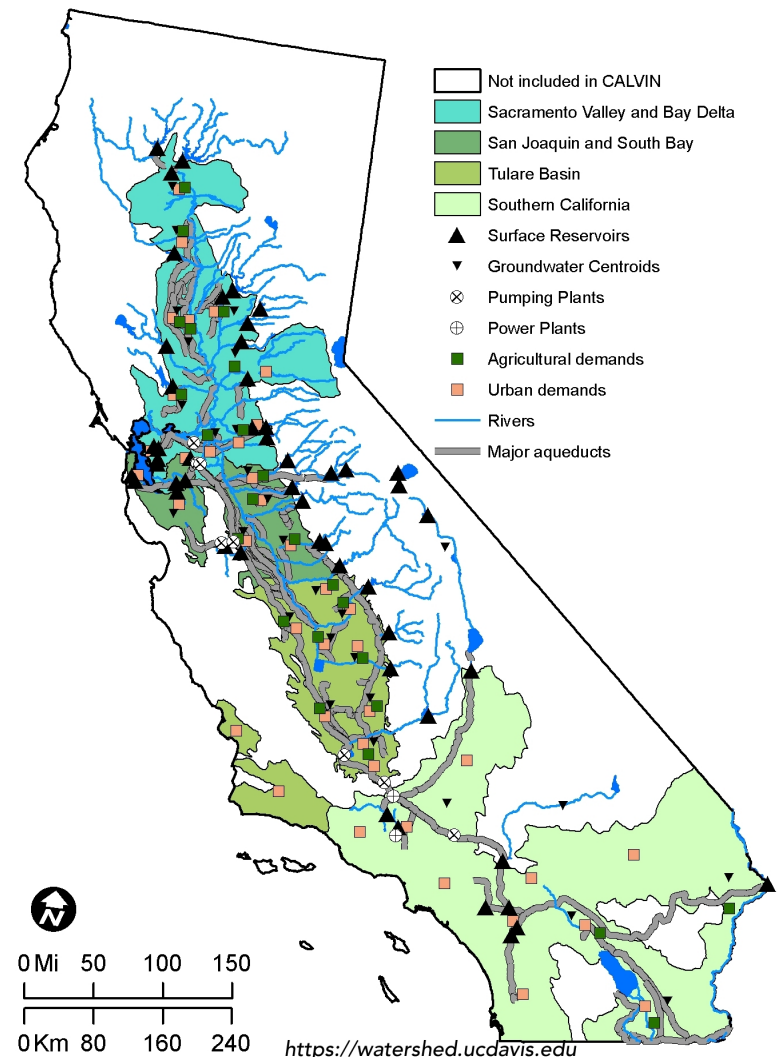 Not included in CALVIN
Sacramento Valley and Bay Delta
San Joaquin and South Bay
Tulare Basin
Southern California
Surface Reservoirs
Groundwater Centroids
Pumping Plants
Power Plants
Agricultural demands
Urban demands
Rivers
Major aqueducts
N
0 Mi 50 100 150
0 Km 80 160 240
https://watershed.ucdavis.edu